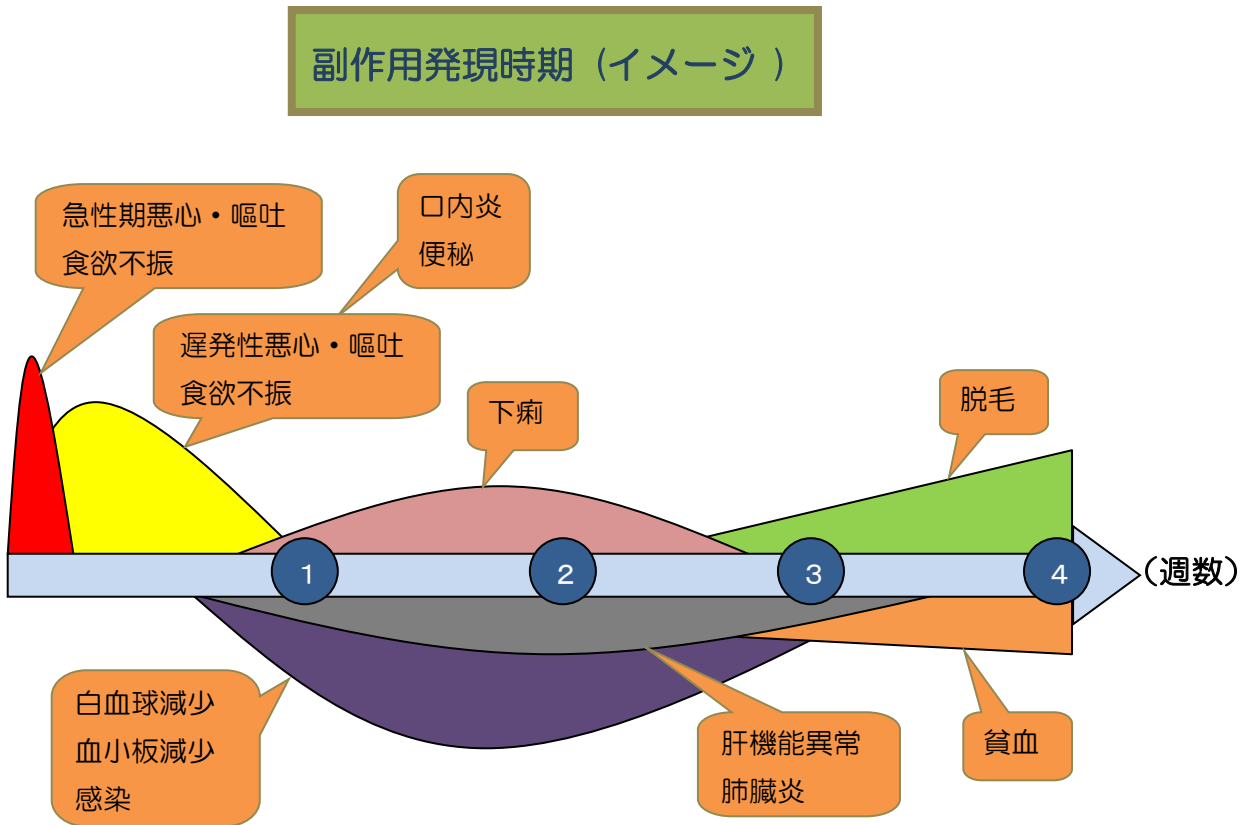 副作用発現時期（イメージ ）
急性期悪心・嘔吐
食欲不振
口内炎
便秘
遅発性悪心・嘔吐
食欲不振
下痢
脱毛
1
2
3
4
（週数）
白血球減少
血小板減少
感染
肝機能異常
肺臓炎
貧血